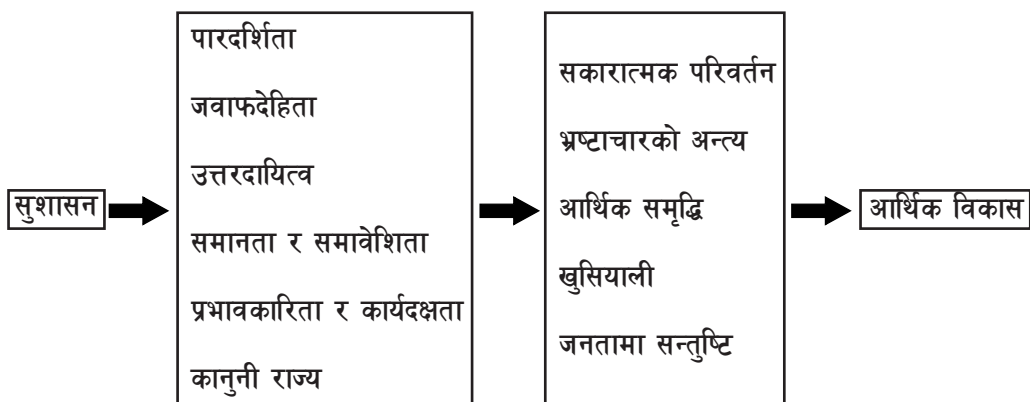 सुशासन
पारदर्शिता
जवाफदेहिता
उत्तरदायित्व
समानता र समावेशिता
प्रभावकारिता र कार्यदक्षता
कानुनी राज्य
सकारात्मक परिवर्तन
भ्रष्टाचारको अन्त्य
आर्थिक समृद्धि
खुसियाली
जनतामा सन्तुष्टि
आर्थिक विकास